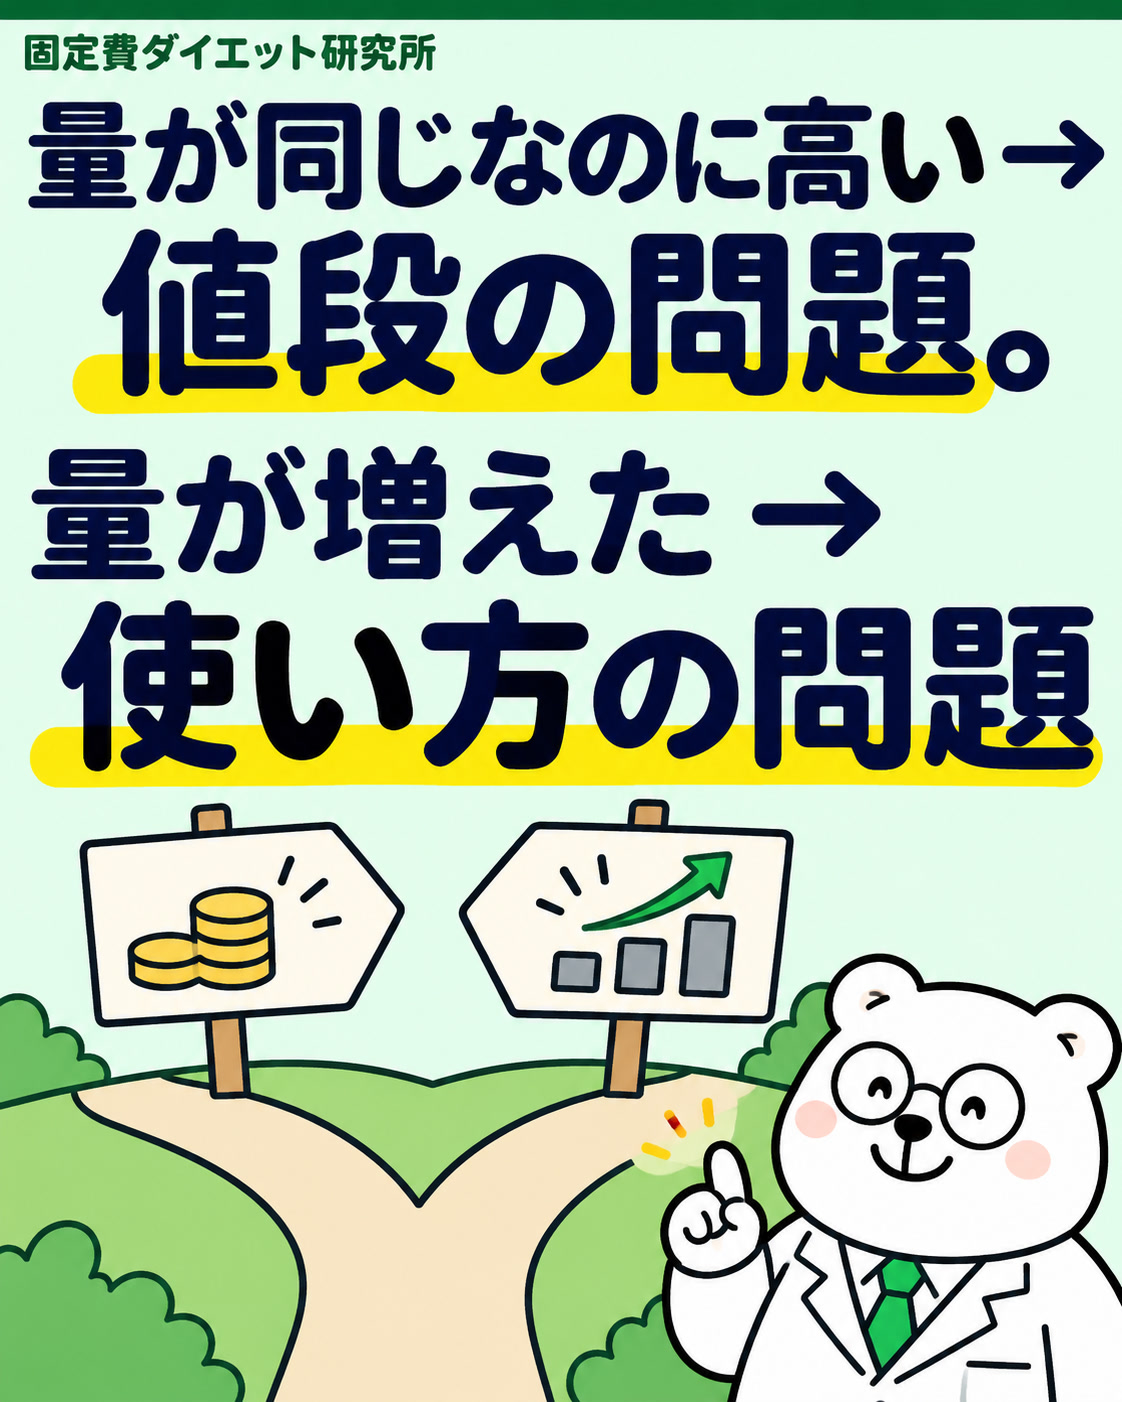 固定費ダイエット研究所
量が同じなのに高い→
値段の問題。
量が増えた→
使い方の問題